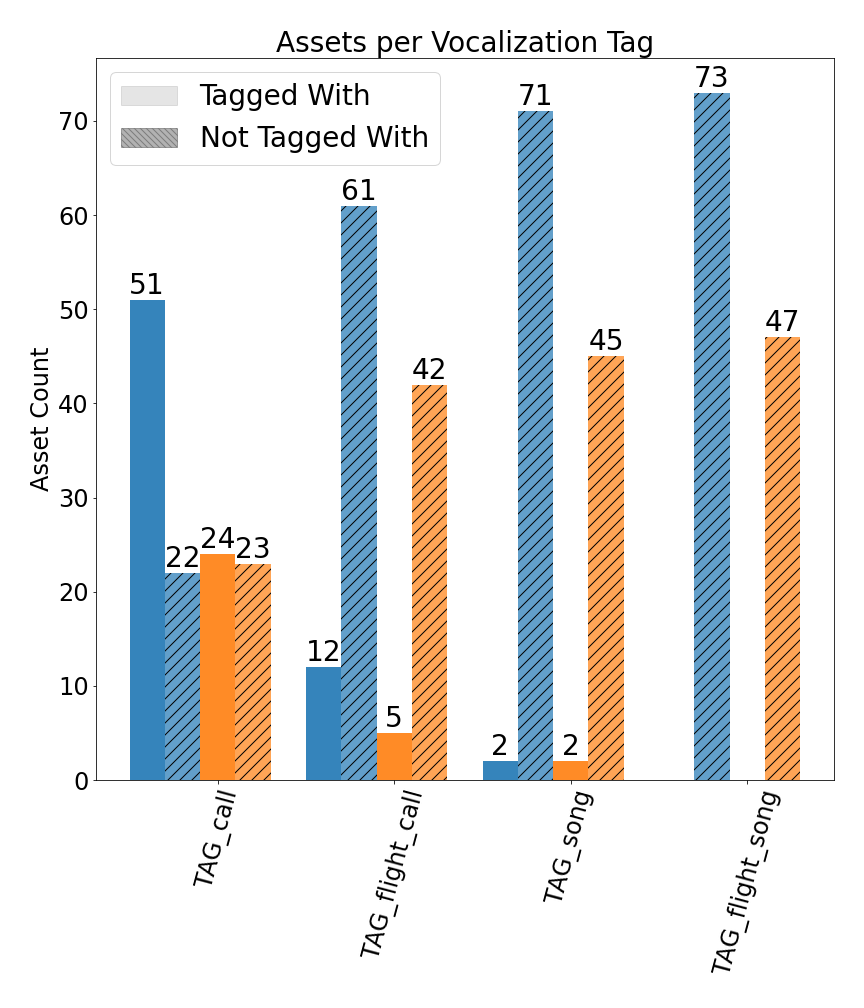 Assets per Vocalization Tag
Tagged With
Not Tagged With
Asset Count
70
60
50
40
30
20
10
0
51
22
24
23
12
61
5
42
2
71
2
45
73
47
TAG_call
TAG_flight_call
TAG_song
TAG_flight_song